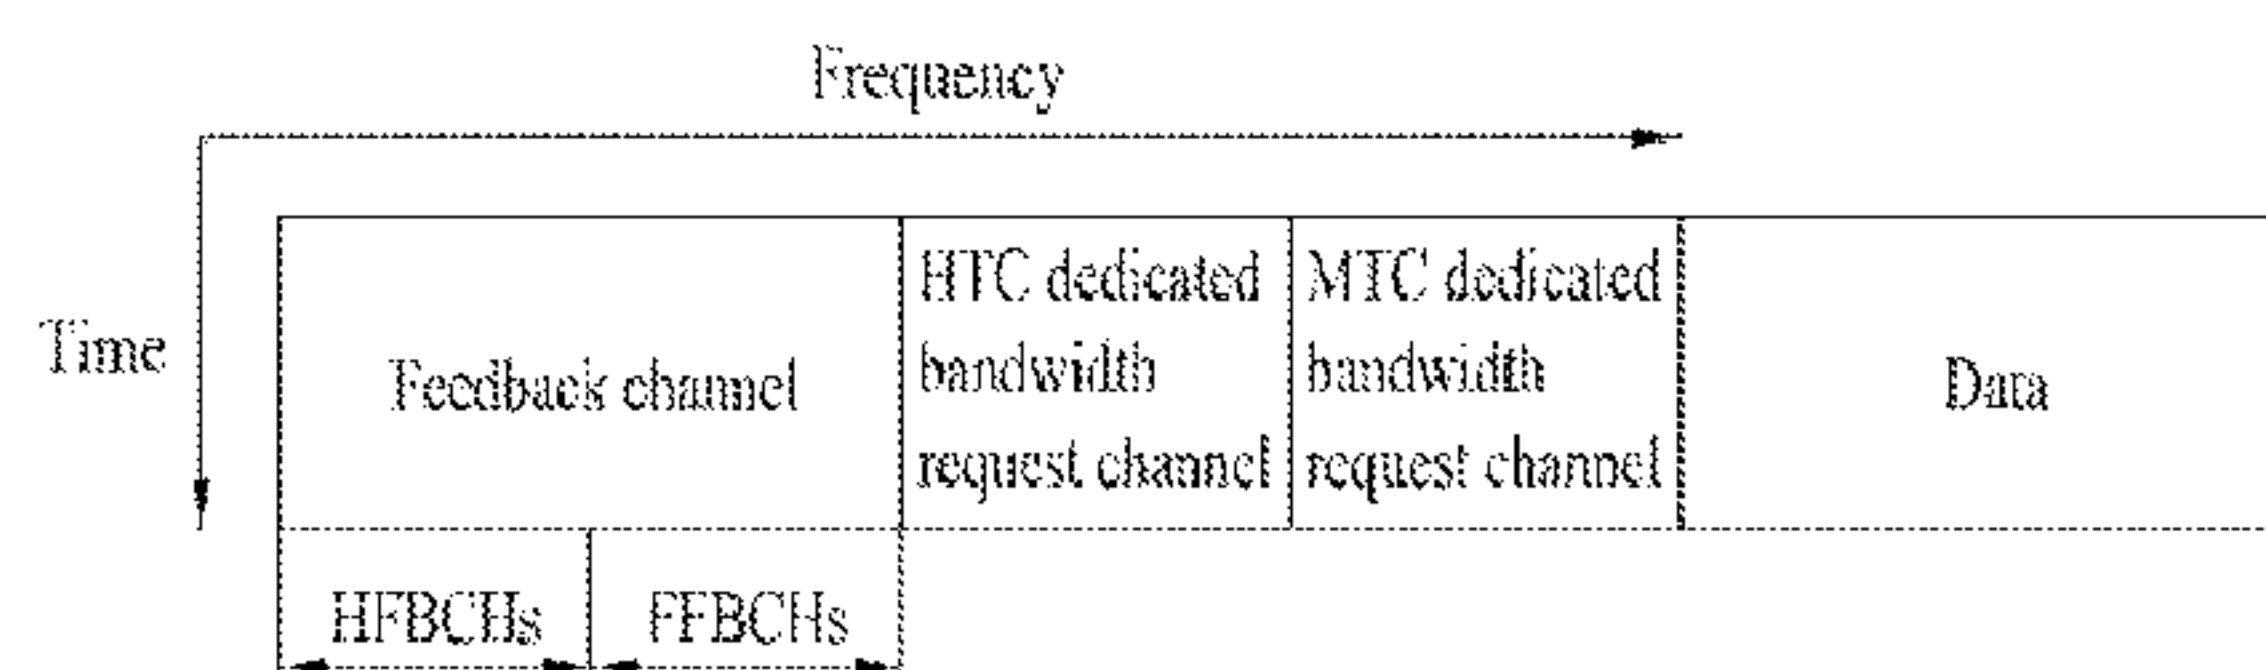 Frequency
Time
Feedback channel
HTC dedicated
bandwidth
request channel
MTC dedicated
bandwidth
request channel
Data
HFBCHs
FFBCHs